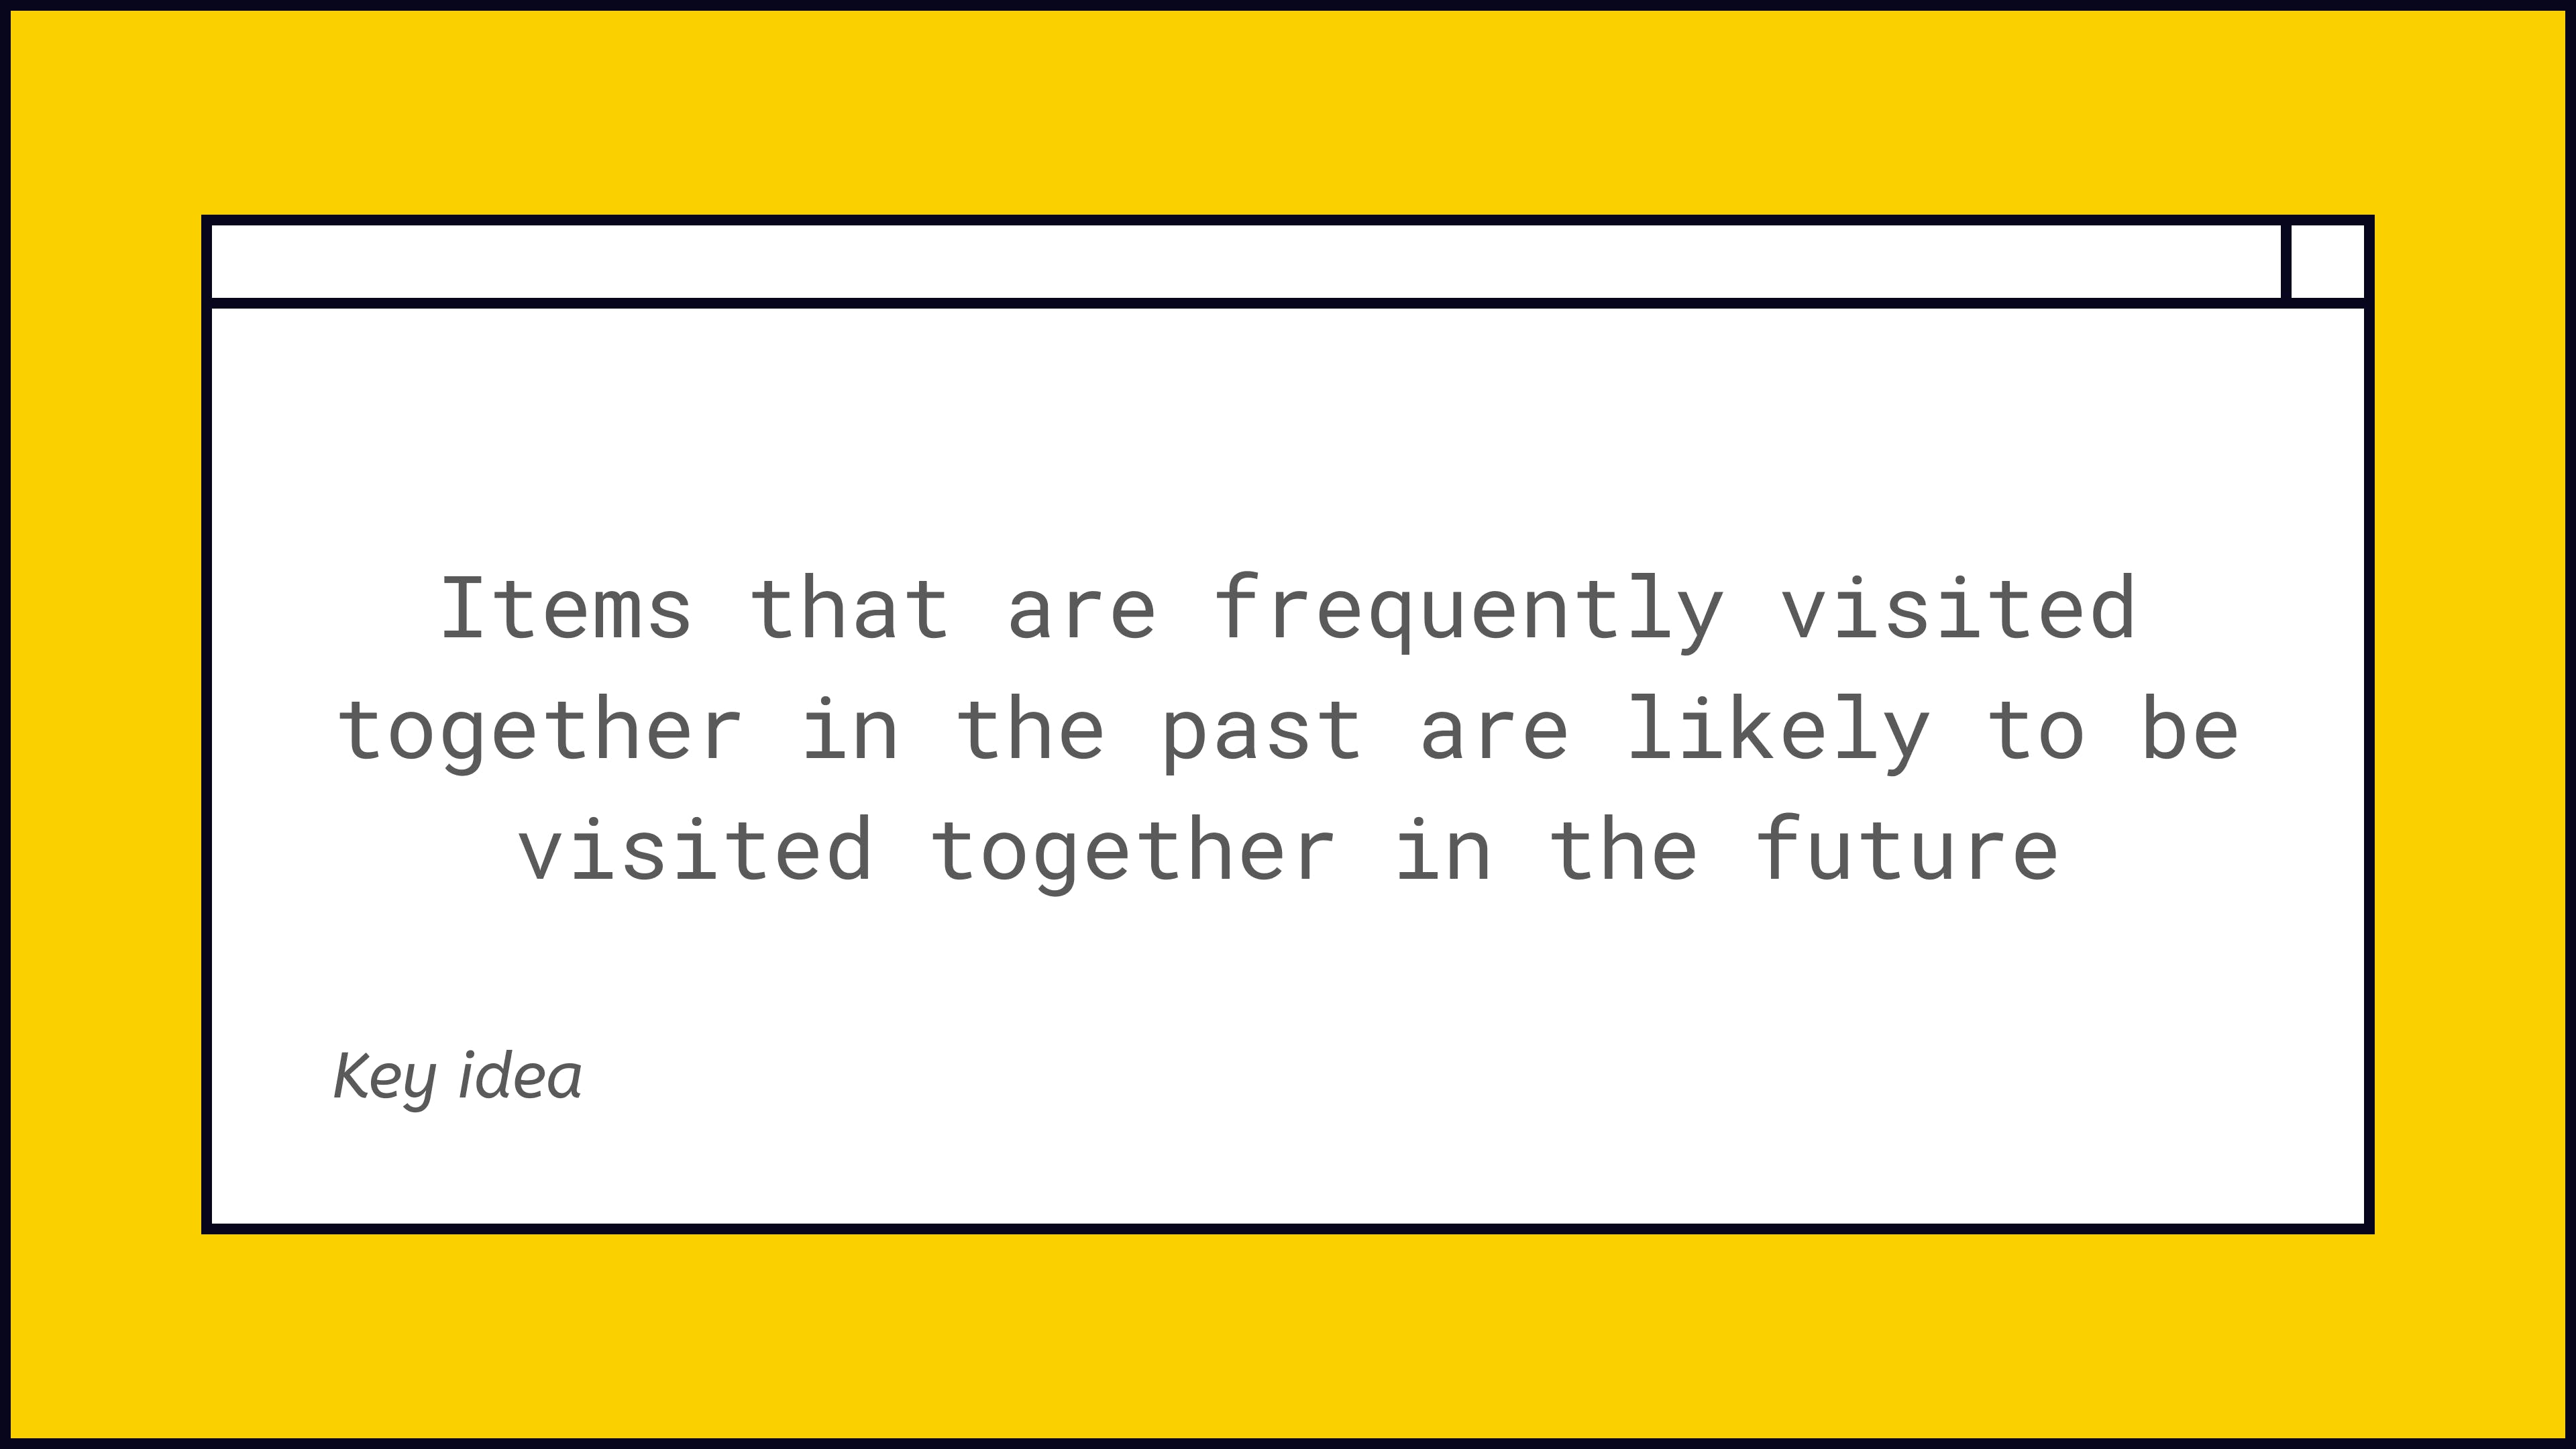 Items that are frequently visited
together in the past are likely to be
visited together in the future
Key idea